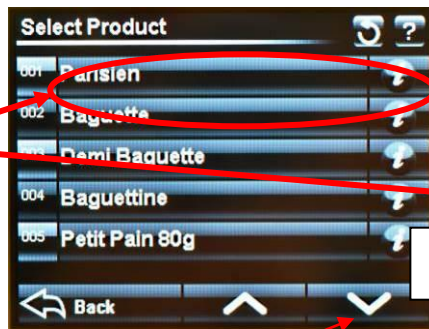 Select Product ?
001 Parisien i
002 Baguette i
003 Demi Baguette i
004 Baguettine i
005 Petit Pain 80g i
Back